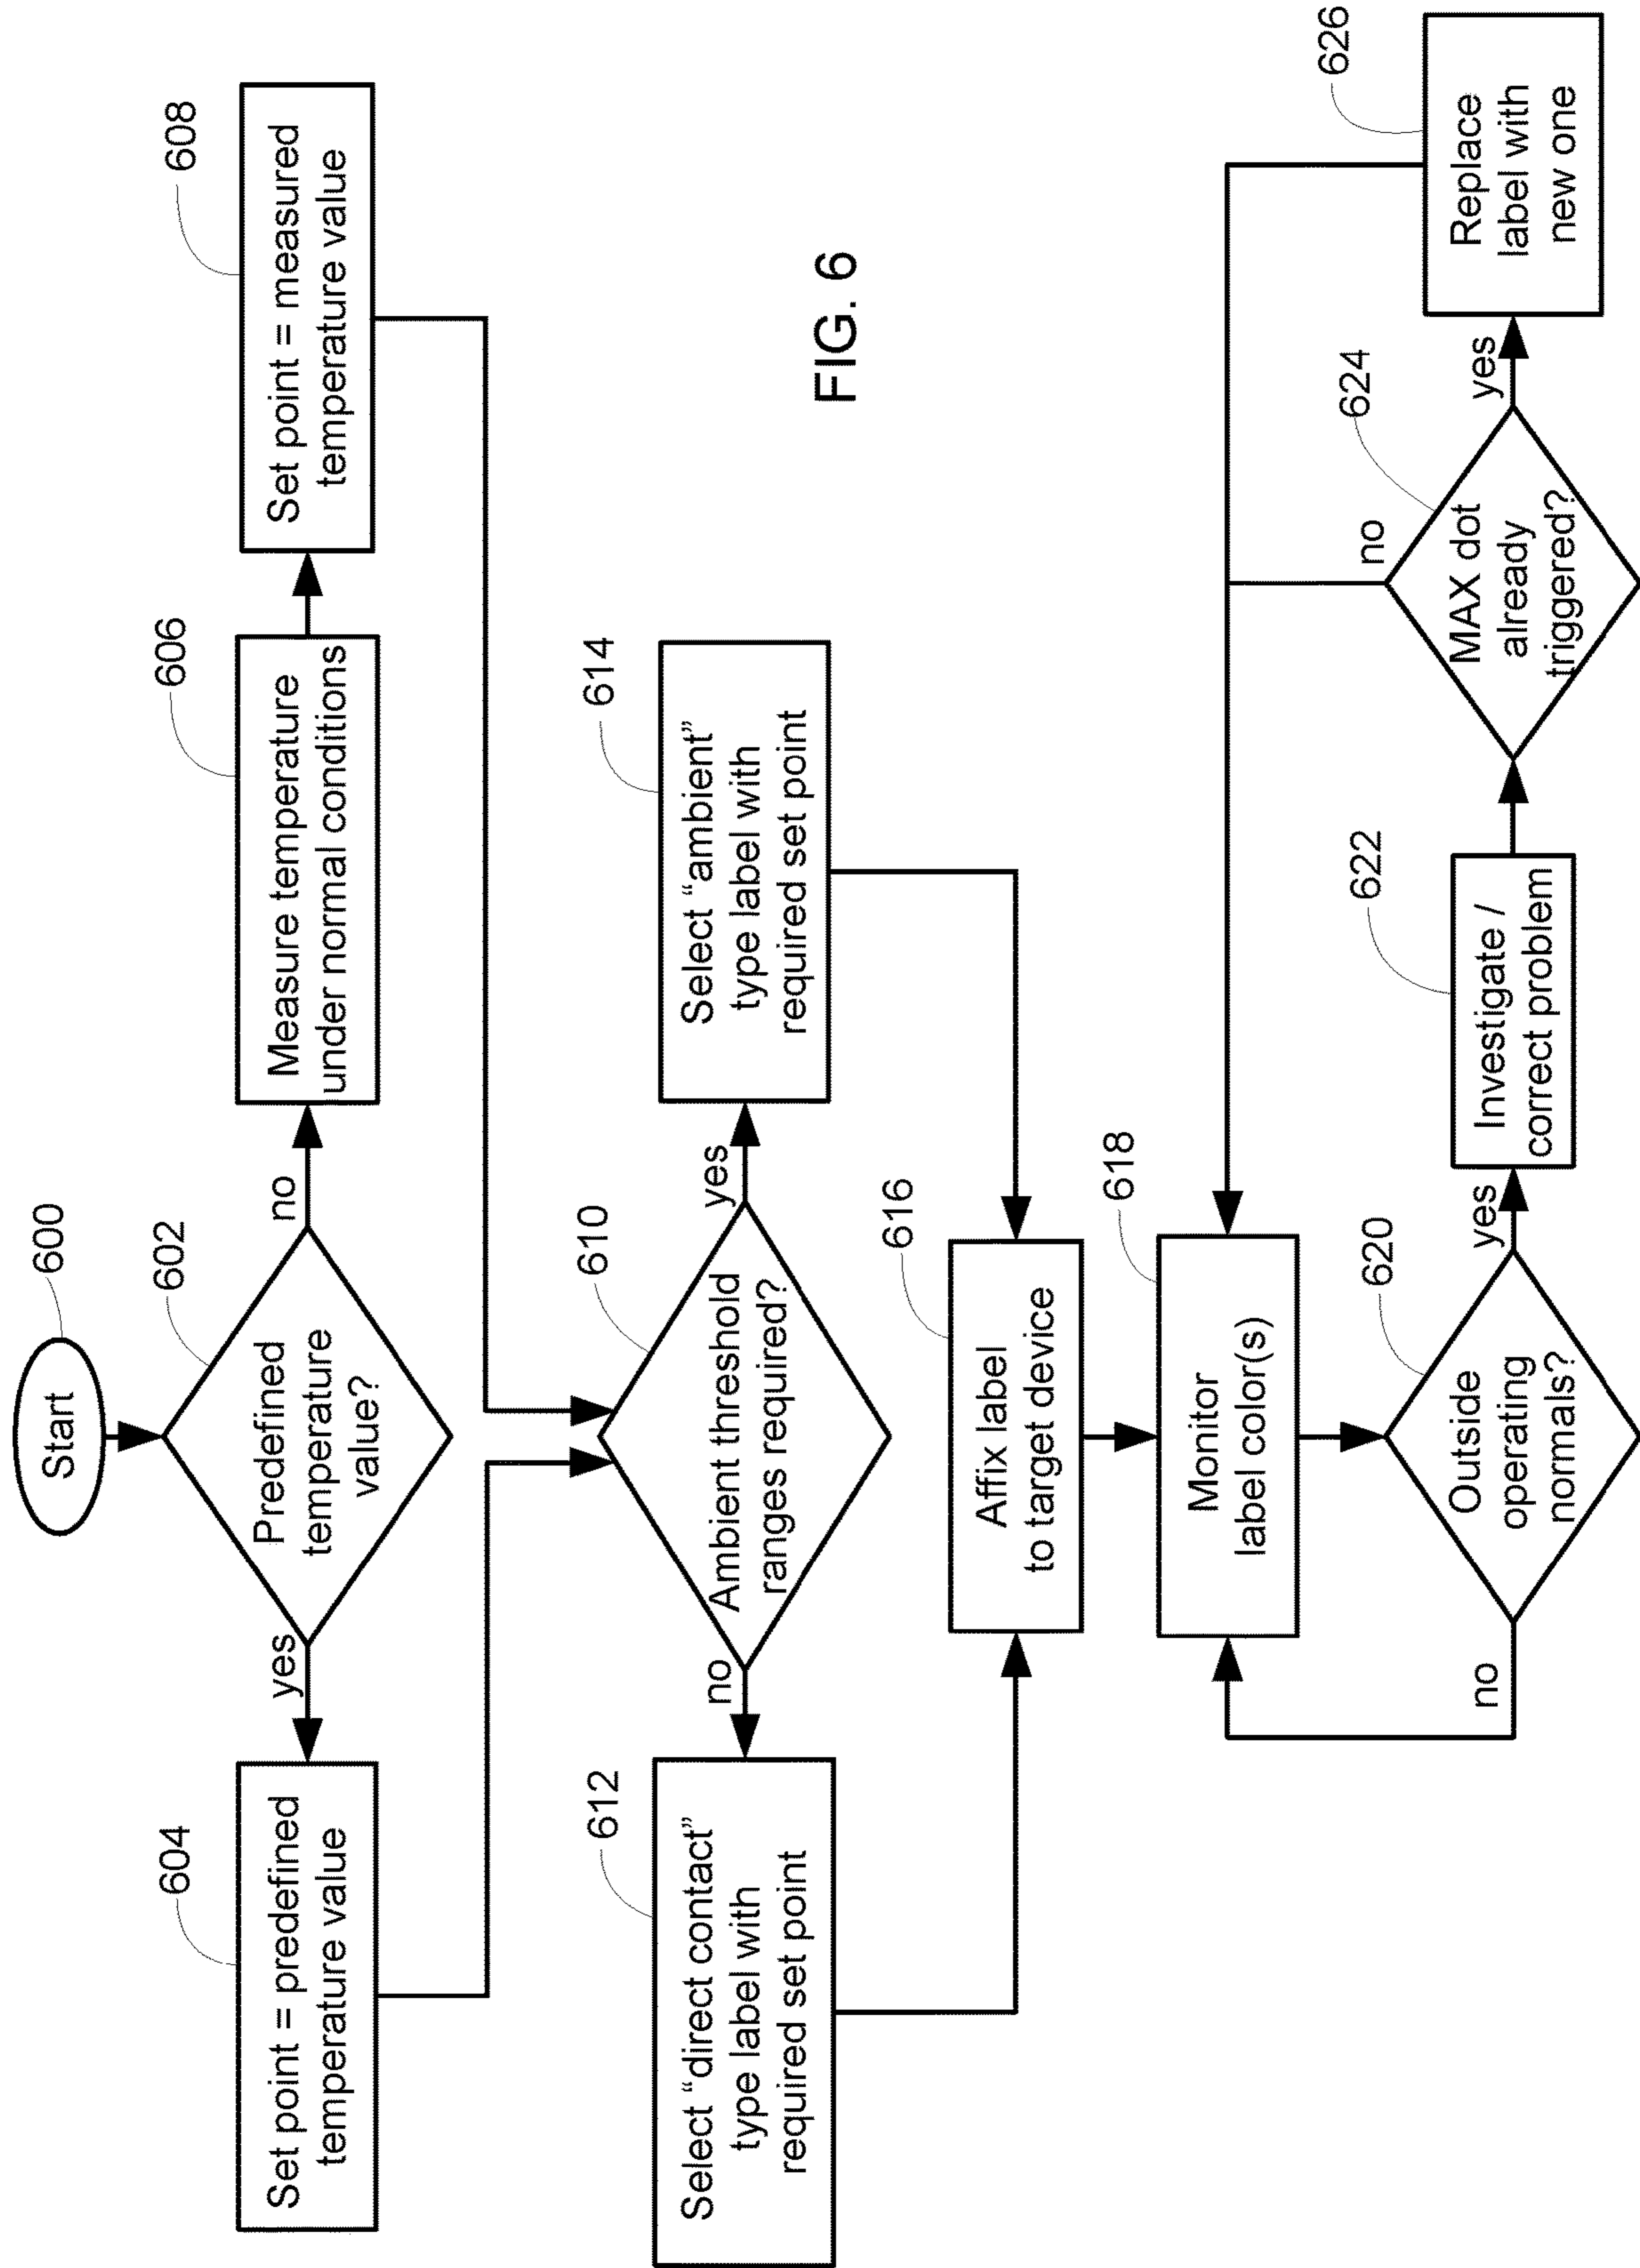 600
Start
602
Predefined
temperature
value?
yes
no
604
Set point = predefined
temperature value
606
Measure temperature
under normal conditions
608
Set point = measured
temperature value
610
Ambient threshold
ranges required?
no
yes
612
Select “direct contact”
type label with
required set point
614
Select “ambient”
type label with
required set point
FIG. 6
616
Affix label
to target device
618
Monitor
label color(s)
620
Outside
operating
normals?
no
yes
622
Investigate /
correct problem
624
MAX dot
already
triggered?
no
yes
626
Replace
label with
new one